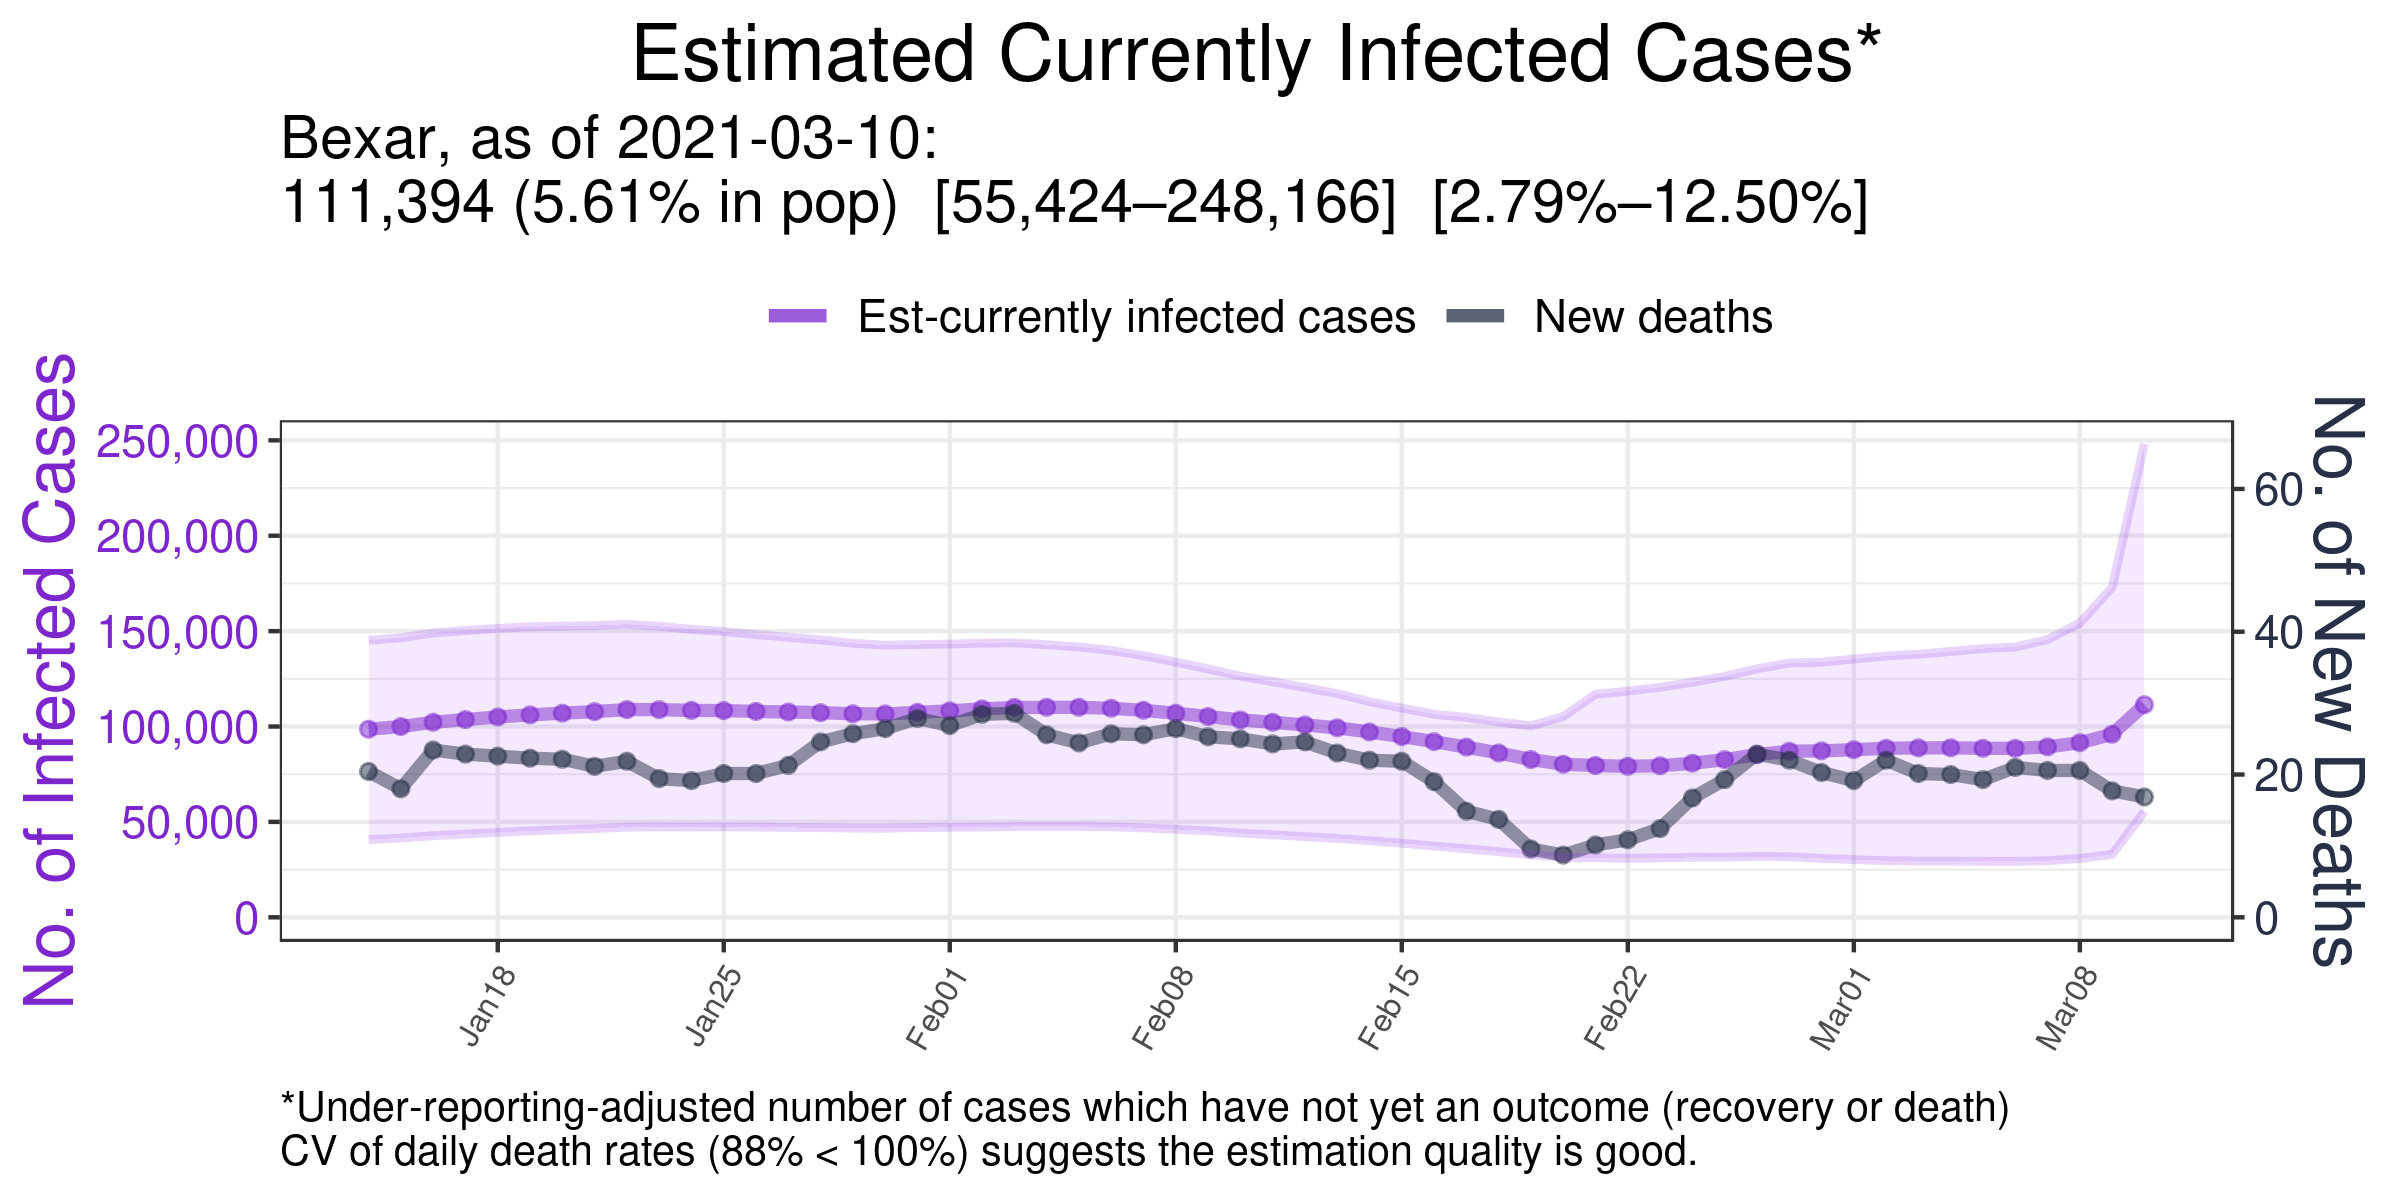 Estimated Currently Infected Cases*
Bexar, as of 2021-03-10:
111,394 (5.61% in pop)  [55,424–248,166]  [2.79%–12.50%]
Est-currently infected cases
New deaths
No. of Infected Cases
250,000
200,000
150,000
100,000
50,000
0
60
40
20
0
No. of New Deaths
Jan18
Jan25
Feb01
Feb08
Feb15
Feb22
Mar01
Mar08
*Under-reporting-adjusted number of cases which have not yet an outcome (recovery or death)
CV of daily death rates (88% < 100%) suggests the estimation quality is good.